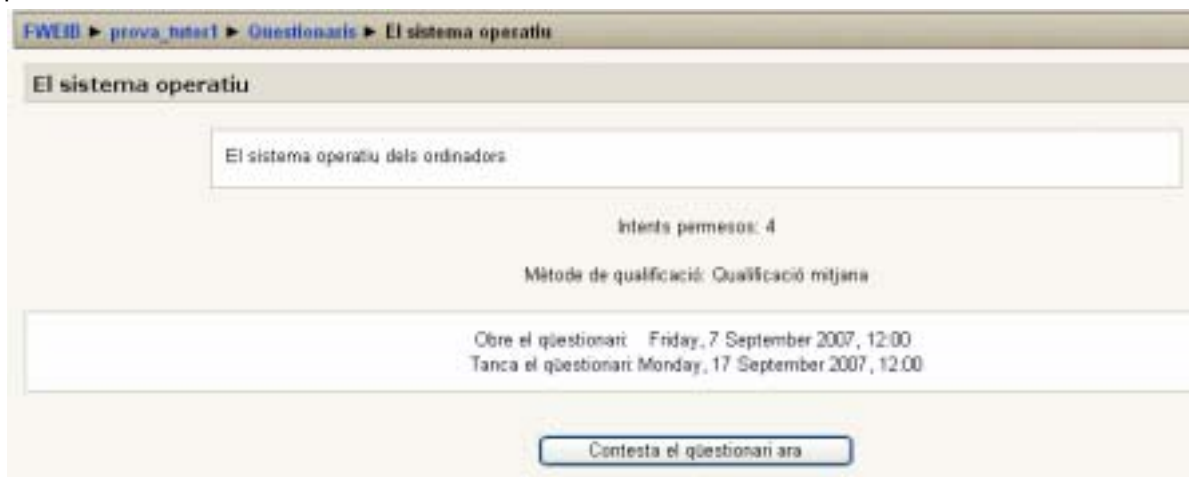 FWEIB ► prova_tutor1 ► Qüestionaris ► El sistema operatiu
El sistema operatiu
El sistema operatiu dels ordinadors
Intents permesos: 4
Mètode de qualificació: Qualificació mitjana
Obre el qüestionari: Friday, 7 September 2007, 12:00
Tanca el qüestionari: Monday, 17 September 2007, 12:00
Contesta el qüestionari ara